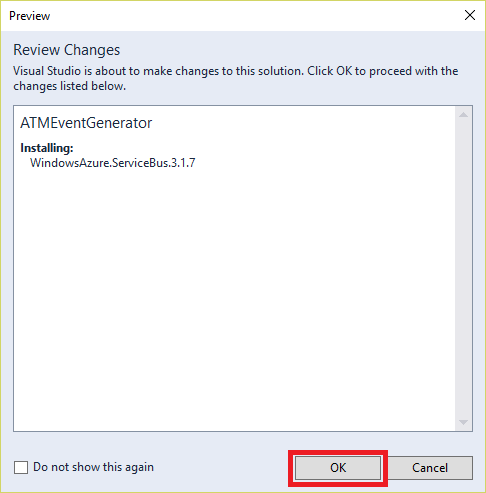 Preview
Review Changes
Visual Studio is about to make changes to this solution. Click OK to proceed with the
changes listed below.
ATMEventGenerator
Installing:
WindowsAzure.ServiceBus.3.1.7
Do not show this again
OK
Cancel